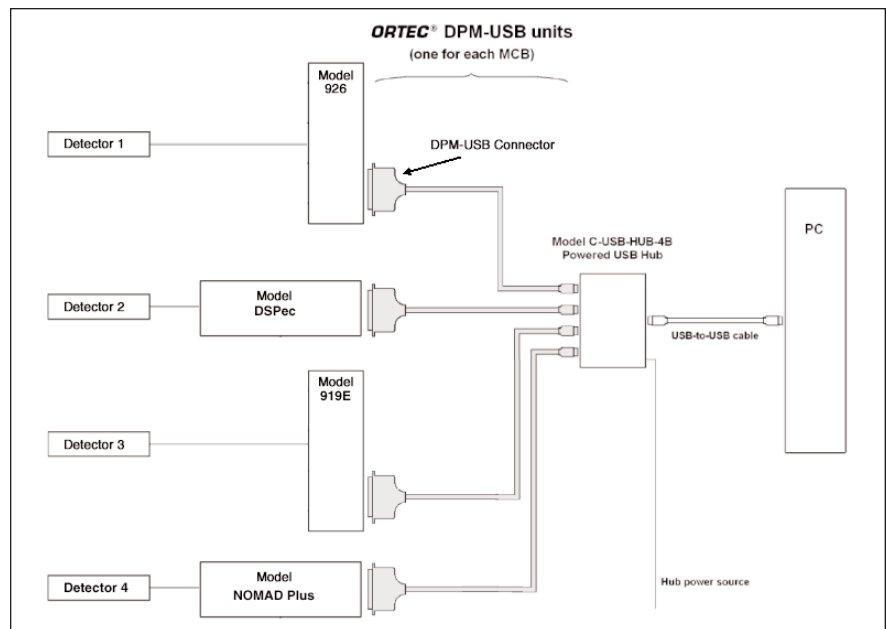 ORTEC® DPM-USB units
(one for each MCB)
Model
926
Detector 1
DPM-USB Connector
PC
Model C-USB-HUB-4B
Powered USB Hub
Detector 2
Model
DSPec
USB-to-USB cable
Model
919E
Detector 3
Detector 4
Model
NOMAD Plus
Hub power source